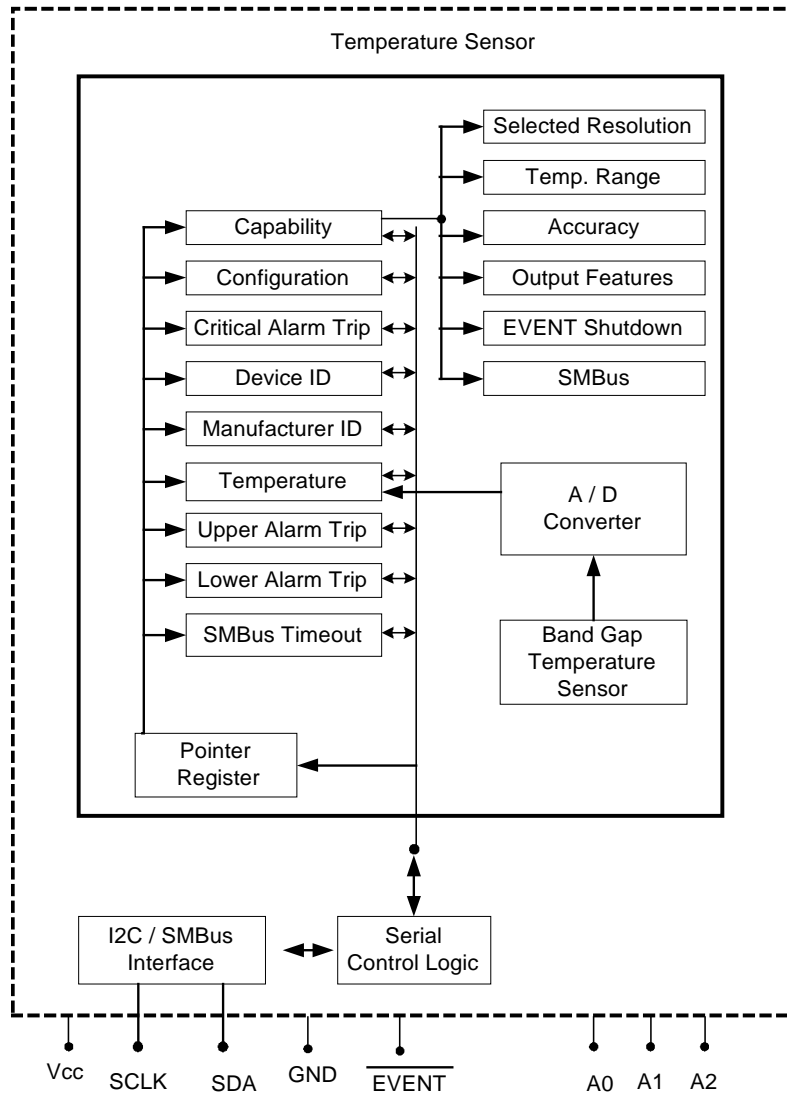 Temperature Sensor
Selected Resolution
Temp. Range
Capability
Accuracy
Configuration
Output Features
Critical Alarm Trip
EVENT Shutdown
Device ID
SMBus
Manufacturer ID
Temperature
A / D
Converter
Upper Alarm Trip
Lower Alarm Trip
SMBus Timeout
Band Gap
Temperature
Sensor
Pointer
Register
I2C / SMBus
Interface
Serial
Control Logic
Vcc
SCLK
SDA
GND
EVENT
A0
A1
A2